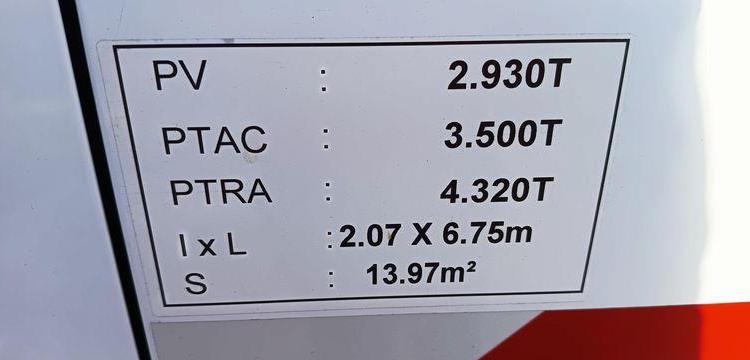 PV : 2.930T
PTAC : 3.500T
PTRA : 4.320T
l x L : 2.07 X 6.75m
S : 13.97m²